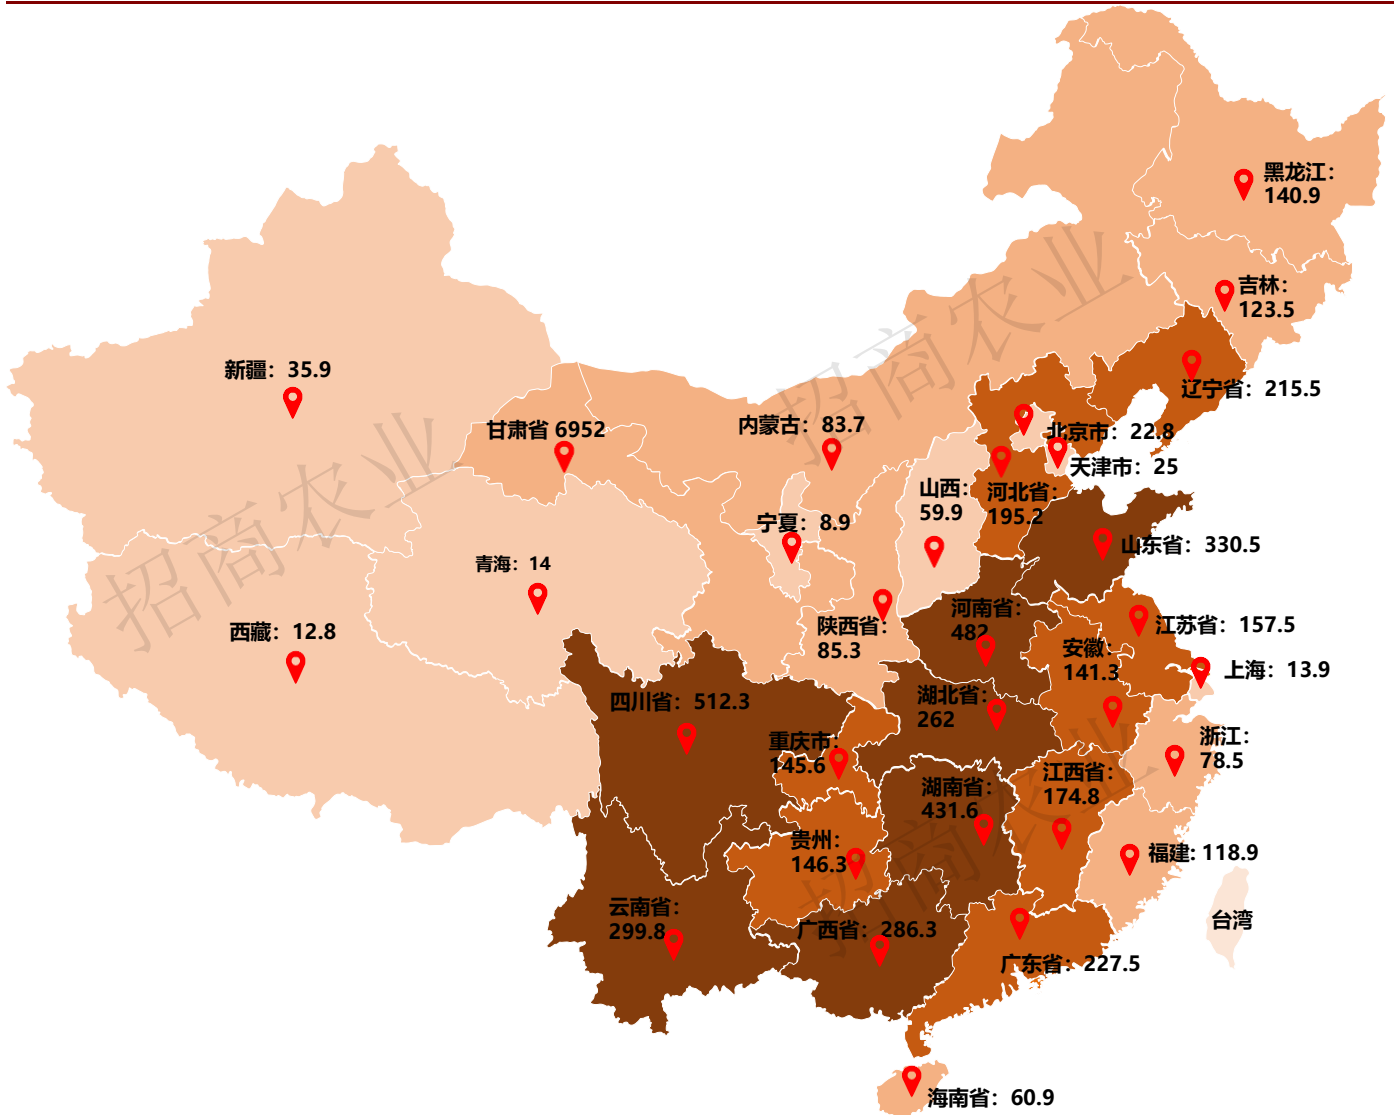 黑龙江：
140.9
吉林：
123.5
辽宁省：215.5
新疆：35.9
甘肃省 6952
内蒙古：83.7
北京市：22.8
天津市：25
山西：
59.9
河北省：
195.2
宁夏：8.9
山东省：330.5
青海：14
西藏：12.8
陕西省：
85.3
河南省：
482
江苏省：157.5
安徽：
141.3
上海：13.9
四川省：512.3
湖北省：
262
重庆市：
145.6
浙江：
78.5
湖南省：
431.6
江西省：
174.8
贵州：
146.3
福建：118.9
云南省：
299.8
广西省：286.3
台湾
广东省：227.5
海南省：60.9
招商农业
招商农业
招商农业